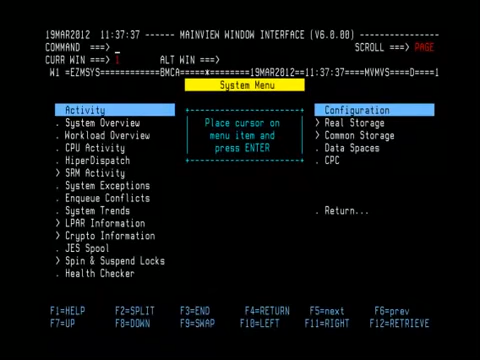 19MAR2012  11:37:37 ------ MAINVIEW WINDOW INTERFACE (V6.0.00) --------------------
COMMAND  ===> _                                              SCROLL ===> PAGE
CURR WIN ===> 1        ALT WIN ===>
W1 =EZMSYS===========BMCA===*========19MAR2012==11:37:37====MVMVS====D====1
System Menu
Activity                 +--------------------+  Configuration
. System Overview        | Place cursor on    |  > Real Storage
. Workload Overview      | menu item and      |  > Common Storage
. CPU Activity           | press ENTER        |  . Data Spaces
. HiperDispatch          +--------------------+  . CPC
> SRM Activity
. System Exceptions
. Enqueue Conflicts
. System Trends                                  . Return...
> LPAR Information
> Crypto Information
. JES Spool
> Spin & Suspend Locks
. Health Checker
F1=HELP    F2=SPLIT    F3=END    F4=RETURN    F5=next    F6=prev
F7=UP    F8=DOWN    F9=SWAP    F10=LEFT    F11=RIGHT    F12=RETRIEVE